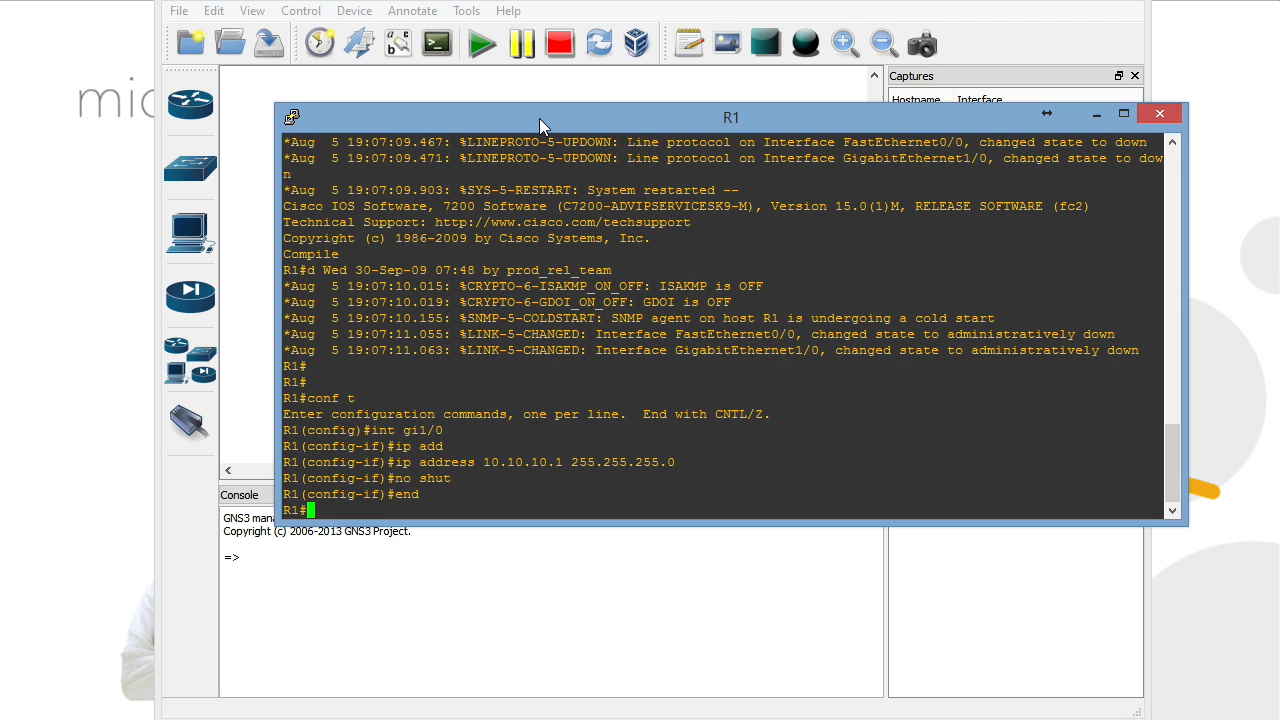 File Edit View Control Device Annotate Tools Help
Captures
Hostname Interface
R1
*Aug  5 19:07:09.467: %LINEPROTO-5-UPDOWN: Line protocol on Interface FastEthernet0/0, changed state to down
*Aug  5 19:07:09.471: %LINEPROTO-5-UPDOWN: Line protocol on Interface GigabitEthernet1/0, changed state to dow
n
*Aug  5 19:07:09.903: %SYS-5-RESTART: System restarted --
Cisco IOS Software, 7200 Software (C7200-ADVIPSERVICESK9-M), Version 15.0(1)M, RELEASE SOFTWARE (fc2)
Technical Support: http://www.cisco.com/techsupport
Copyright (c) 1986-2009 by Cisco Systems, Inc.
Compile
R1#d Wed 30-Sep-09 07:48 by prod_rel_team
*Aug  5 19:07:10.015: %CRYPTO-6-ISAKMP_ON_OFF: ISAKMP is OFF
*Aug  5 19:07:10.019: %CRYPTO-6-GDOI_ON_OFF: GDOI is OFF
*Aug  5 19:07:10.155: %SNMP-5-COLDSTART: SNMP agent on host R1 is undergoing a cold start
*Aug  5 19:07:11.055: %LINK-5-CHANGED: Interface FastEthernet0/0, changed state to administratively down
*Aug  5 19:07:11.063: %LINK-5-CHANGED: Interface GigabitEthernet1/0, changed state to administratively down
R1#
R1#
R1#conf t
Enter configuration commands, one per line.  End with CNTL/Z.
R1(config)#int gi1/0
R1(config-if)#ip add
R1(config-if)#ip address 10.10.10.1 255.255.255.0
R1(config-if)#no shut
R1(config-if)#end
R1#
Console
Copyright (c) 2006-2013 GNS3 Project.
=>